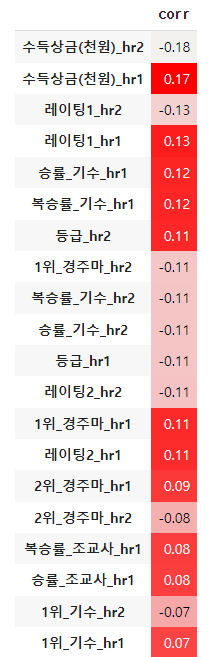 corr
수득상금(천원)_hr2 -0.18
수득상금(천원)_hr1 0.17
레이팅1_hr2 -0.13
레이팅1_hr1 0.13
승률_기수_hr1 0.12
복승률_기수_hr1 0.12
등급_hr2 0.11
1위_경주마_hr2 -0.11
복승률_기수_hr2 -0.11
승률_기수_hr2 -0.11
등급_hr1 -0.11
레이팅2_hr2 -0.11
1위_경주마_hr1 0.11
레이팅2_hr1 0.11
2위_경주마_hr1 0.09
2위_경주마_hr2 -0.08
복승률_조교사_hr1 0.08
승률_조교사_hr1 0.08
1위_기수_hr2 -0.07
1위_기수_hr1 0.07